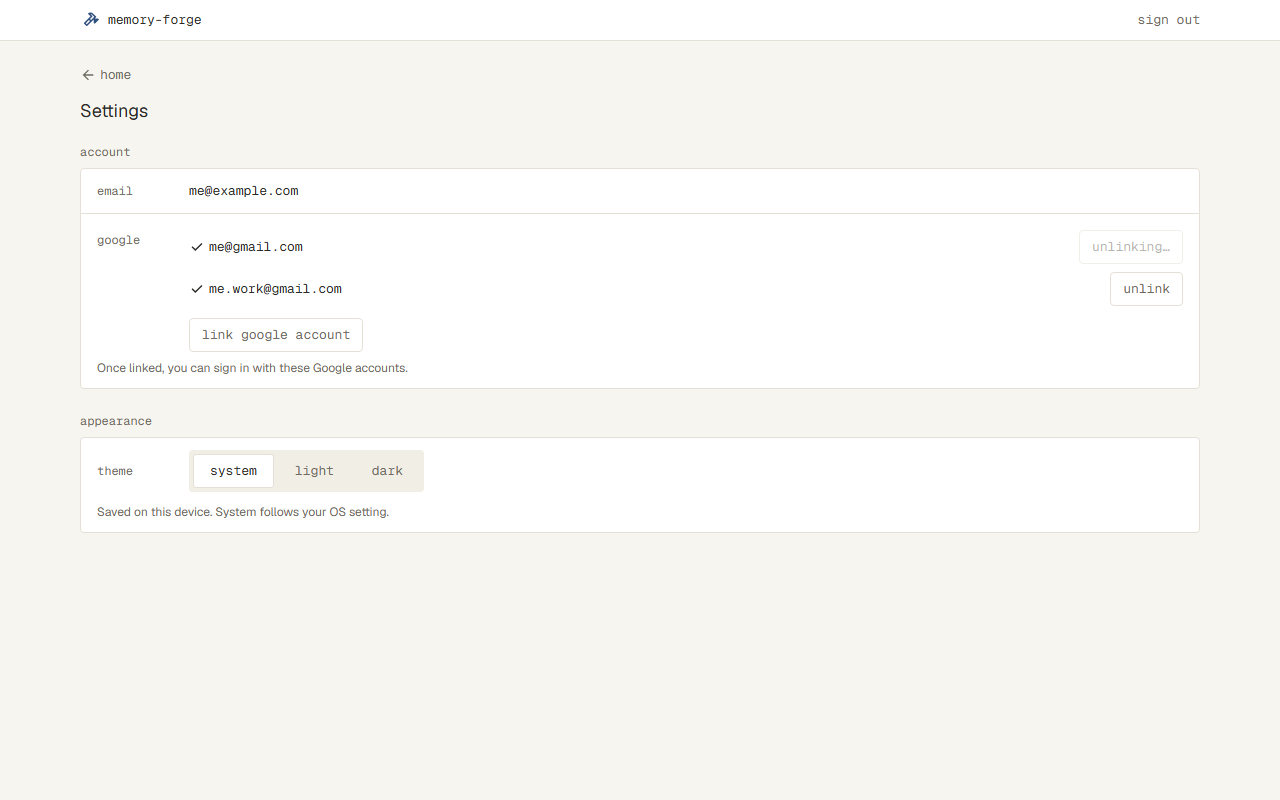 memory-forge
sign out
home
Settings
account
email me@example.com
google me@gmail.com unlinking…
me.work@gmail.com unlink
link google account
Once linked, you can sign in with these Google accounts.
appearance
theme system light dark
Saved on this device. System follows your OS setting.